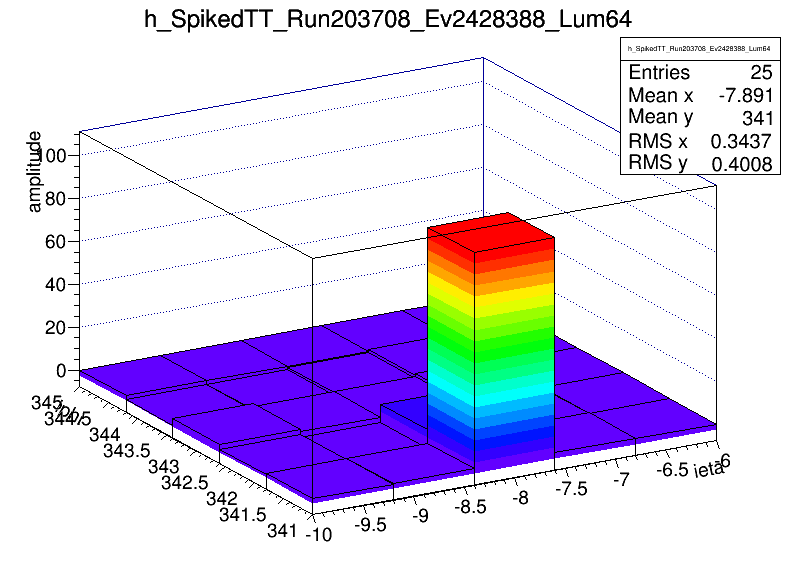 h_SpikedTT_Run203708_Ev2428388_Lum64
h_SpikedTT_Run203708_Ev2428388_Lum64
Entries 25
Mean x -7.891
Mean y 341
RMS x 0.3437
RMS y 0.4008
amplitude
100
80
60
40
20
0
345
344.5
344
343.5
343
342.5
342
341.5
341
-10
-9.5
-9
-8.5
-8
-7.5
-7
-6.5
-6
ieta